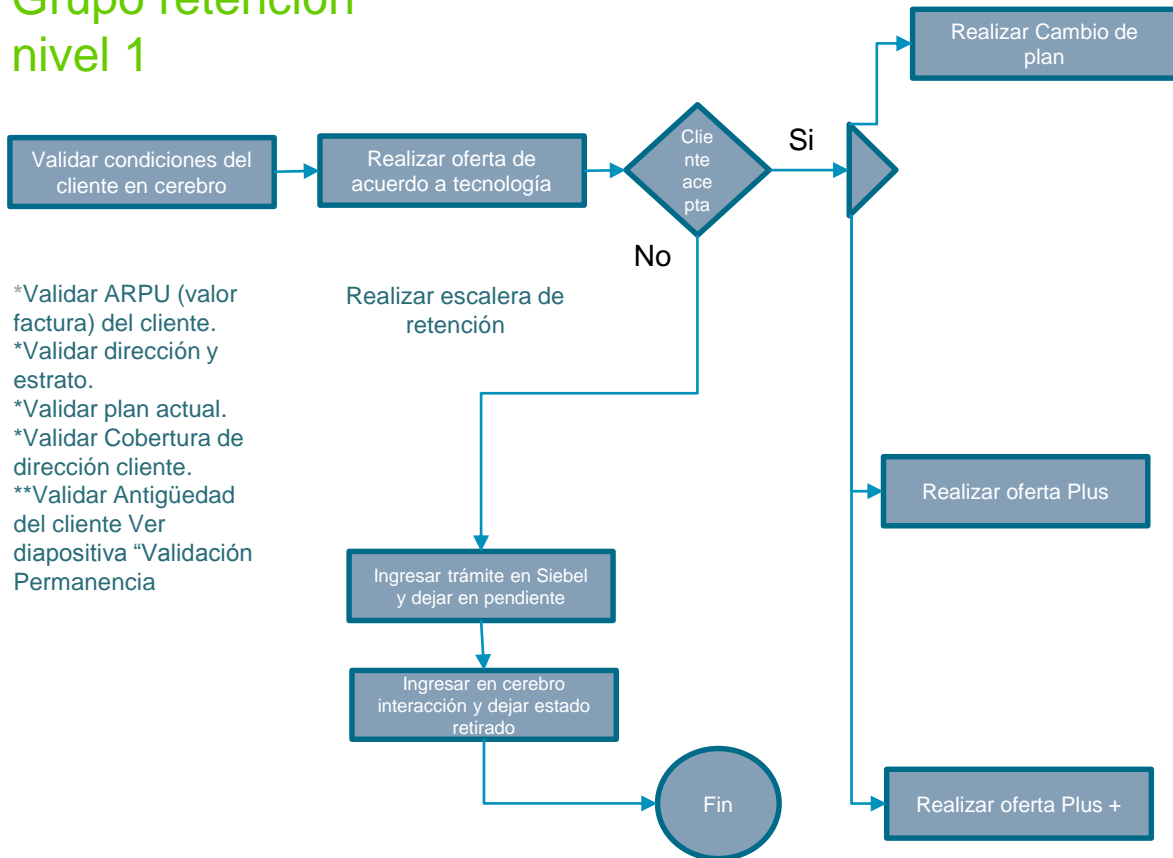 Grupo retención
nivel 1
Realizar Cambio de
plan
Validar condiciones del
cliente en cerebro
Realizar oferta de
acuerdo a tecnología
Clie
nte
ace
pta
Si
No
*Validar ARPU (valor
factura) del cliente.
*Validar dirección y
estrato.
*Validar plan actual.
*Validar Cobertura de
dirección cliente.
**Validar Antigüedad
del cliente Ver
diapositiva “Validación
Permanencia
Realizar escalera de
retención
Realizar oferta Plus
Ingresar trámite en Siebel
y dejar en pendiente
Ingresar en cerebro
interacción y dejar estado
retirado
Fin
Realizar oferta Plus +